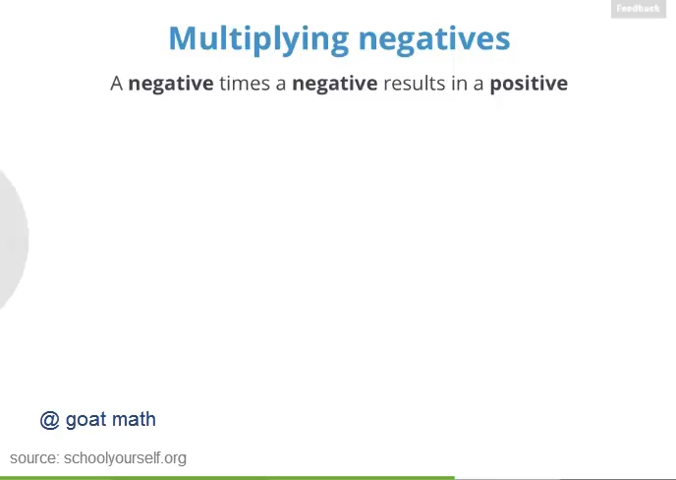 Feedback
Multiplying negatives
A negative times a negative results in a positive
@ goat math
source: schoolyourself.org